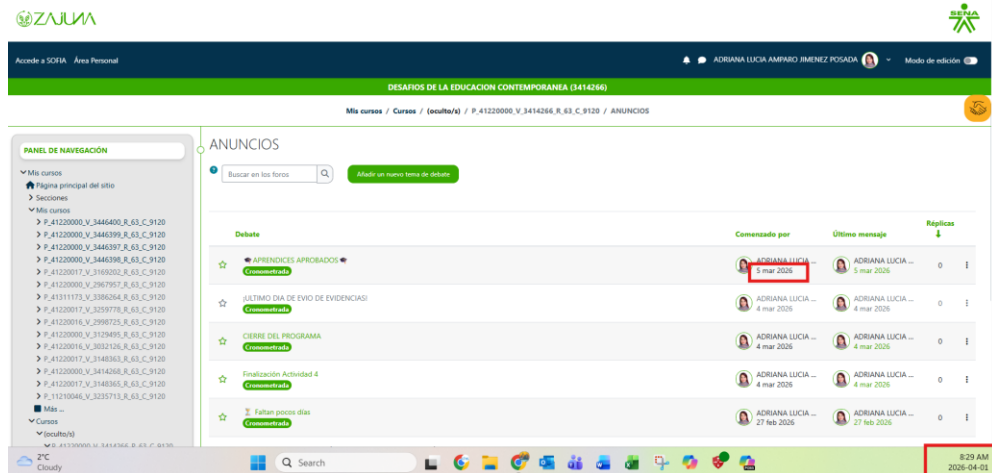 ZAJUNA
SENA
Accede a SOFIA Área Personal
ADRIANA LUCIA AMPARO JIMENEZ POSADA
Modo de edición
DESAFIOS DE LA EDUCACION CONTEMPORANEA (3414266)
Mis cursos / Cursos / (oculto/s) / P_41220000_V_3414266_R_63_C_9120 / ANUNCIOS
PANEL DE NAVEGACIÓN
Mis cursos
Página principal del sitio
Secciones
Mis cursos
P_41220000_V_3446400_R_63_C_9120
P_41220000_V_3446399_R_63_C_9120
P_41220000_V_3446397_R_63_C_9120
P_41220000_V_3446398_R_63_C_9120
P_41220017_V_3169202_R_63_C_9120
P_41220000_V_2967957_R_63_C_9120
P_41311173_V_3386264_R_63_C_9120
P_41220017_V_3259778_R_63_C_9120
P_41220016_V_2998725_R_63_C_9120
P_41220000_V_3129495_R_63_C_9120
P_41220016_V_3032126_R_63_C_9120
P_41220017_V_3148363_R_63_C_9120
P_41220000_V_3414268_R_63_C_9120
P_41220017_V_3148365_R_63_C_9120
P_11210046_V_3235713_R_63_C_9120
Más ...
Cursos
(oculto/s)
P_41220000_V_3414266_R_63_C_9120
ANUNCIOS
Buscar en los foros
Añadir un nuevo tema de debate
Debate Comenzado por Último mensaje Réplicas
APRENDICES APROBADOS
Cronometrada
ADRIANA LUCIA ...
5 mar 2026
ADRIANA LUCIA ...
5 mar 2026
0
¡ULTIMO DIA DE EVIO DE EVIDENCIAS!
Cronometrada
ADRIANA LUCIA ...
4 mar 2026
ADRIANA LUCIA ...
4 mar 2026
0
CIERRE DEL PROGRAMA
Cronometrada
ADRIANA LUCIA ...
4 mar 2026
ADRIANA LUCIA ...
4 mar 2026
0
Finalización Actividad 4
Cronometrada
ADRIANA LUCIA ...
4 mar 2026
ADRIANA LUCIA ...
4 mar 2026
0
Faltan pocos días
Cronometrada
ADRIANA LUCIA ...
27 feb 2026
ADRIANA LUCIA ...
27 feb 2026
0
2°C
Cloudy
Search
8:29 AM
2026-04-01